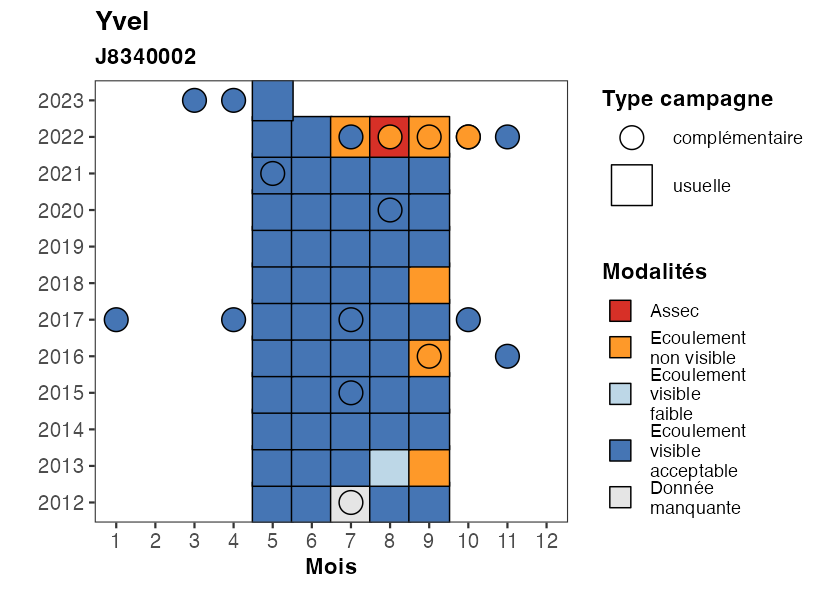 Yvel
J8340002
2023
2022
2021
2020
2019
2018
2017
2016
2015
2014
2013
2012
1 2 3 4 5 6 7 8 9 10 11 12
Mois
Type campagne
complémentaire
usuelle
Modalités
Assec
Ecoulement
non visible
Ecoulement
visible
faible
Ecoulement
visible
acceptable
Donnée
manquante